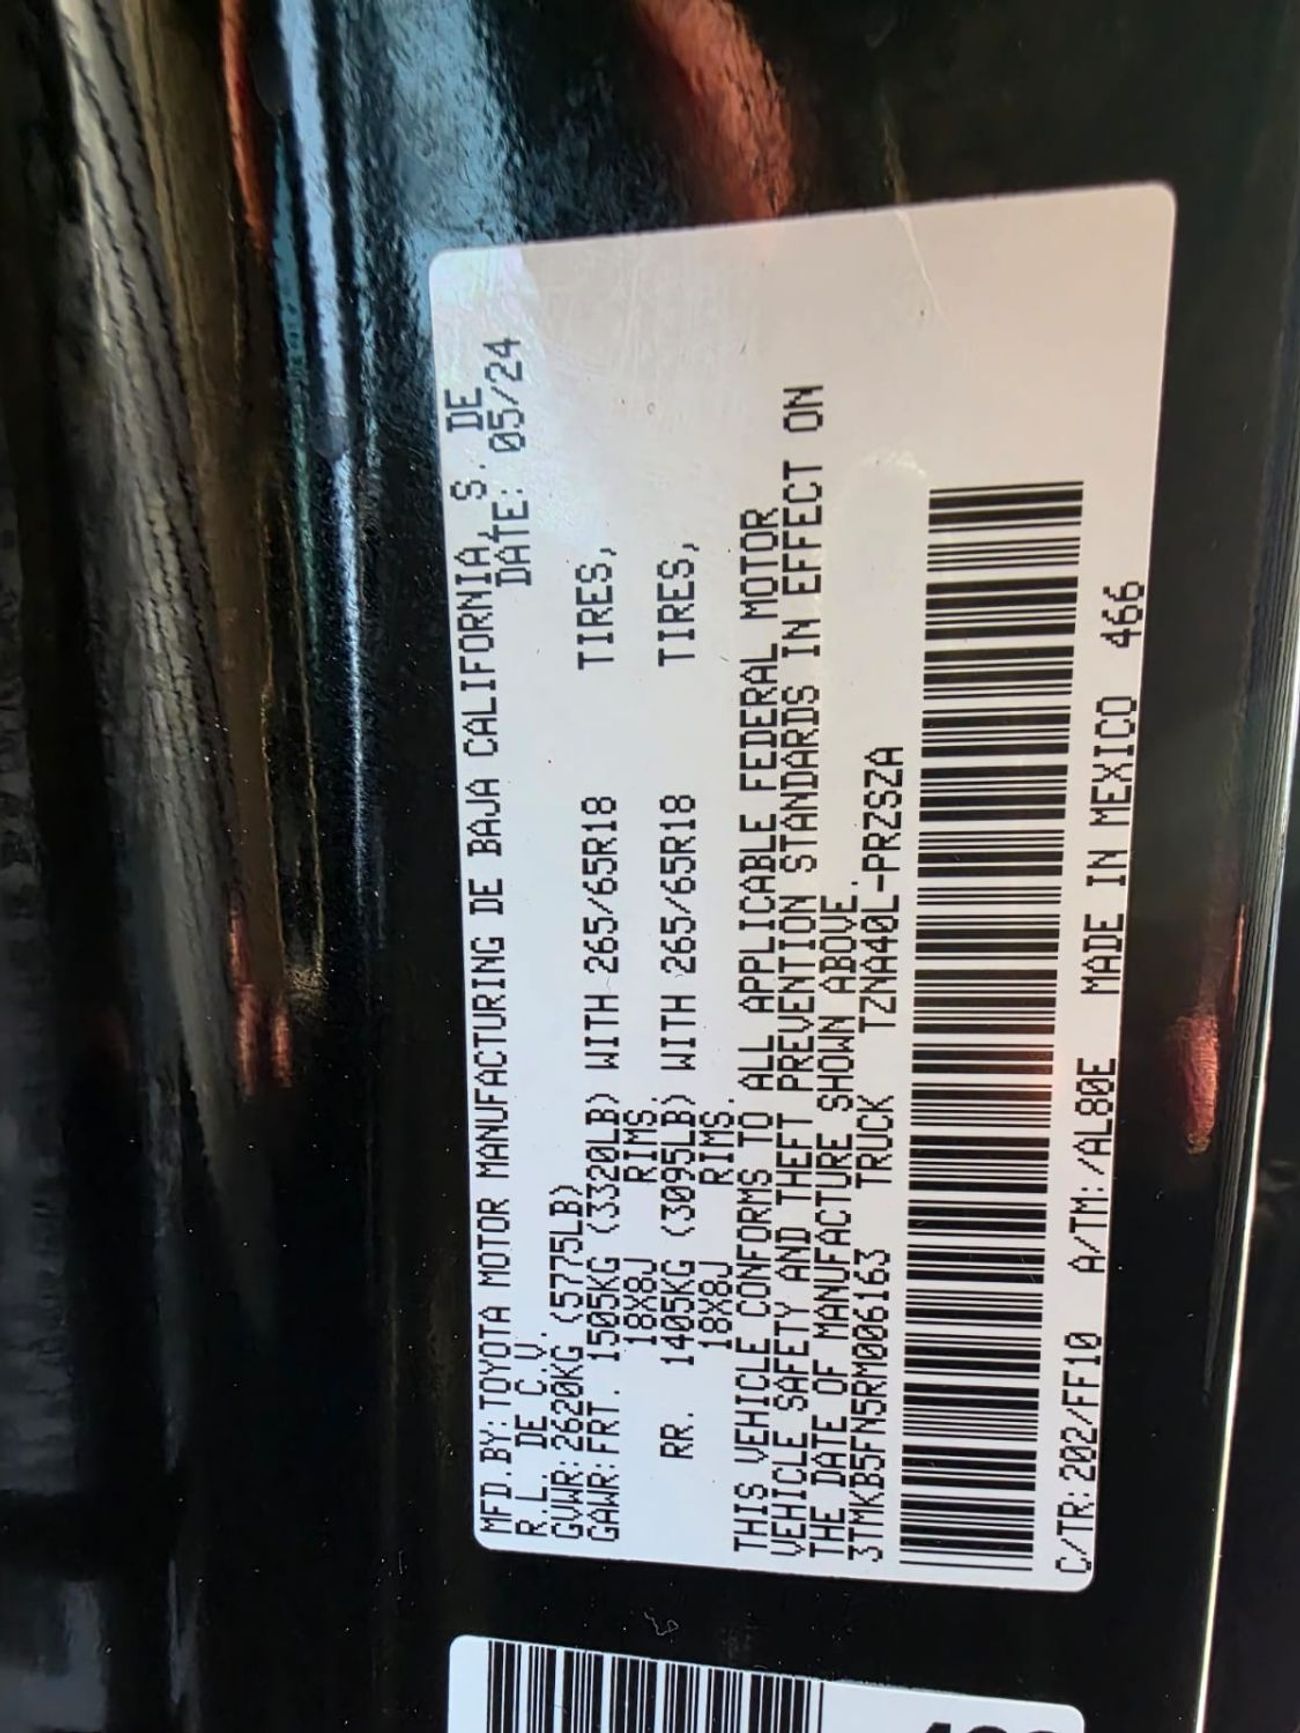 MFD.BY:TOYOTA MOTOR MANUFACTURING DE BAJA CALIFORNIA, S. DE
R.L. DE C.V. DATE: 05/24
GVWR:2620KG (5775LB)
GAWR:FRT. 1505KG (3320LB) WITH 265/65R18 TIRES,
18X8J RIMS.
RR. 1405KG (3095LB) WITH 265/65R18 TIRES,
18X8J RIMS.
THIS VEHICLE CONFORMS TO ALL APPLICABLE FEDERAL MOTOR
VEHICLE SAFETY AND THEFT PREVENTION STANDARDS IN EFFECT ON
THE DATE OF MANUFACTURE SHOWN ABOVE.
3TMKB5FN5RM006163 TRUCK TZNA40L-PRZSZA
C/TR:202/FF10 A/TM:/AL80E MADE IN MEXICO 466